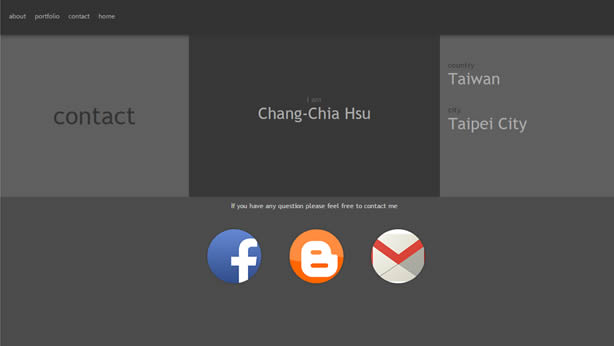 about portfolio contact home
contact
I am
Chang-Chia Hsu
country
Taiwan
city
Taipei City
If you have any question please feel free to contact me